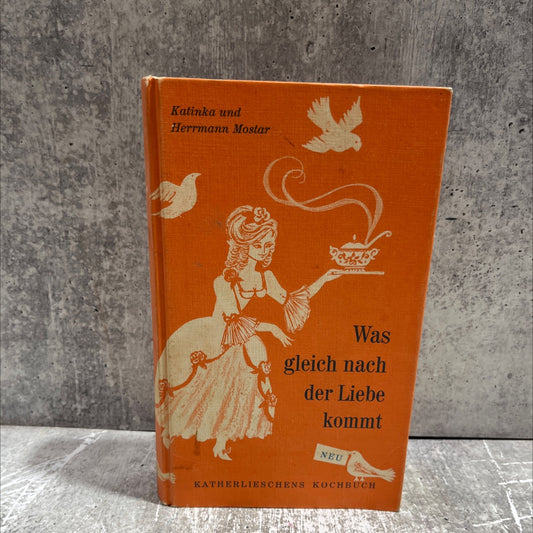 Katinka und
Herrmann Mostar
Was
gleich nach
der Liebe
kommt
NEU
KATHERLIESCHENS KOCHBUCH